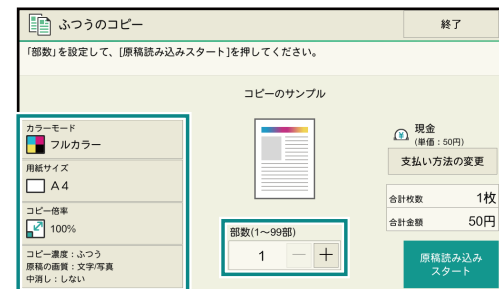 ふつうのコピー
終了
「部数」を設定して、[原稿読み込みスタート]を押してください。
コピーのサンプル
カラーモード
フルカラー
用紙サイズ
A4
コピー倍率
100%
コピー濃度：ふつう
原稿の画質：文字/写真
中消し：しない
部数(1～99部)
1
－
＋
現金
(単価：50円)
支払い方法の変更
合計枚数 1枚
合計金額 50円
原稿読み込み
スタート